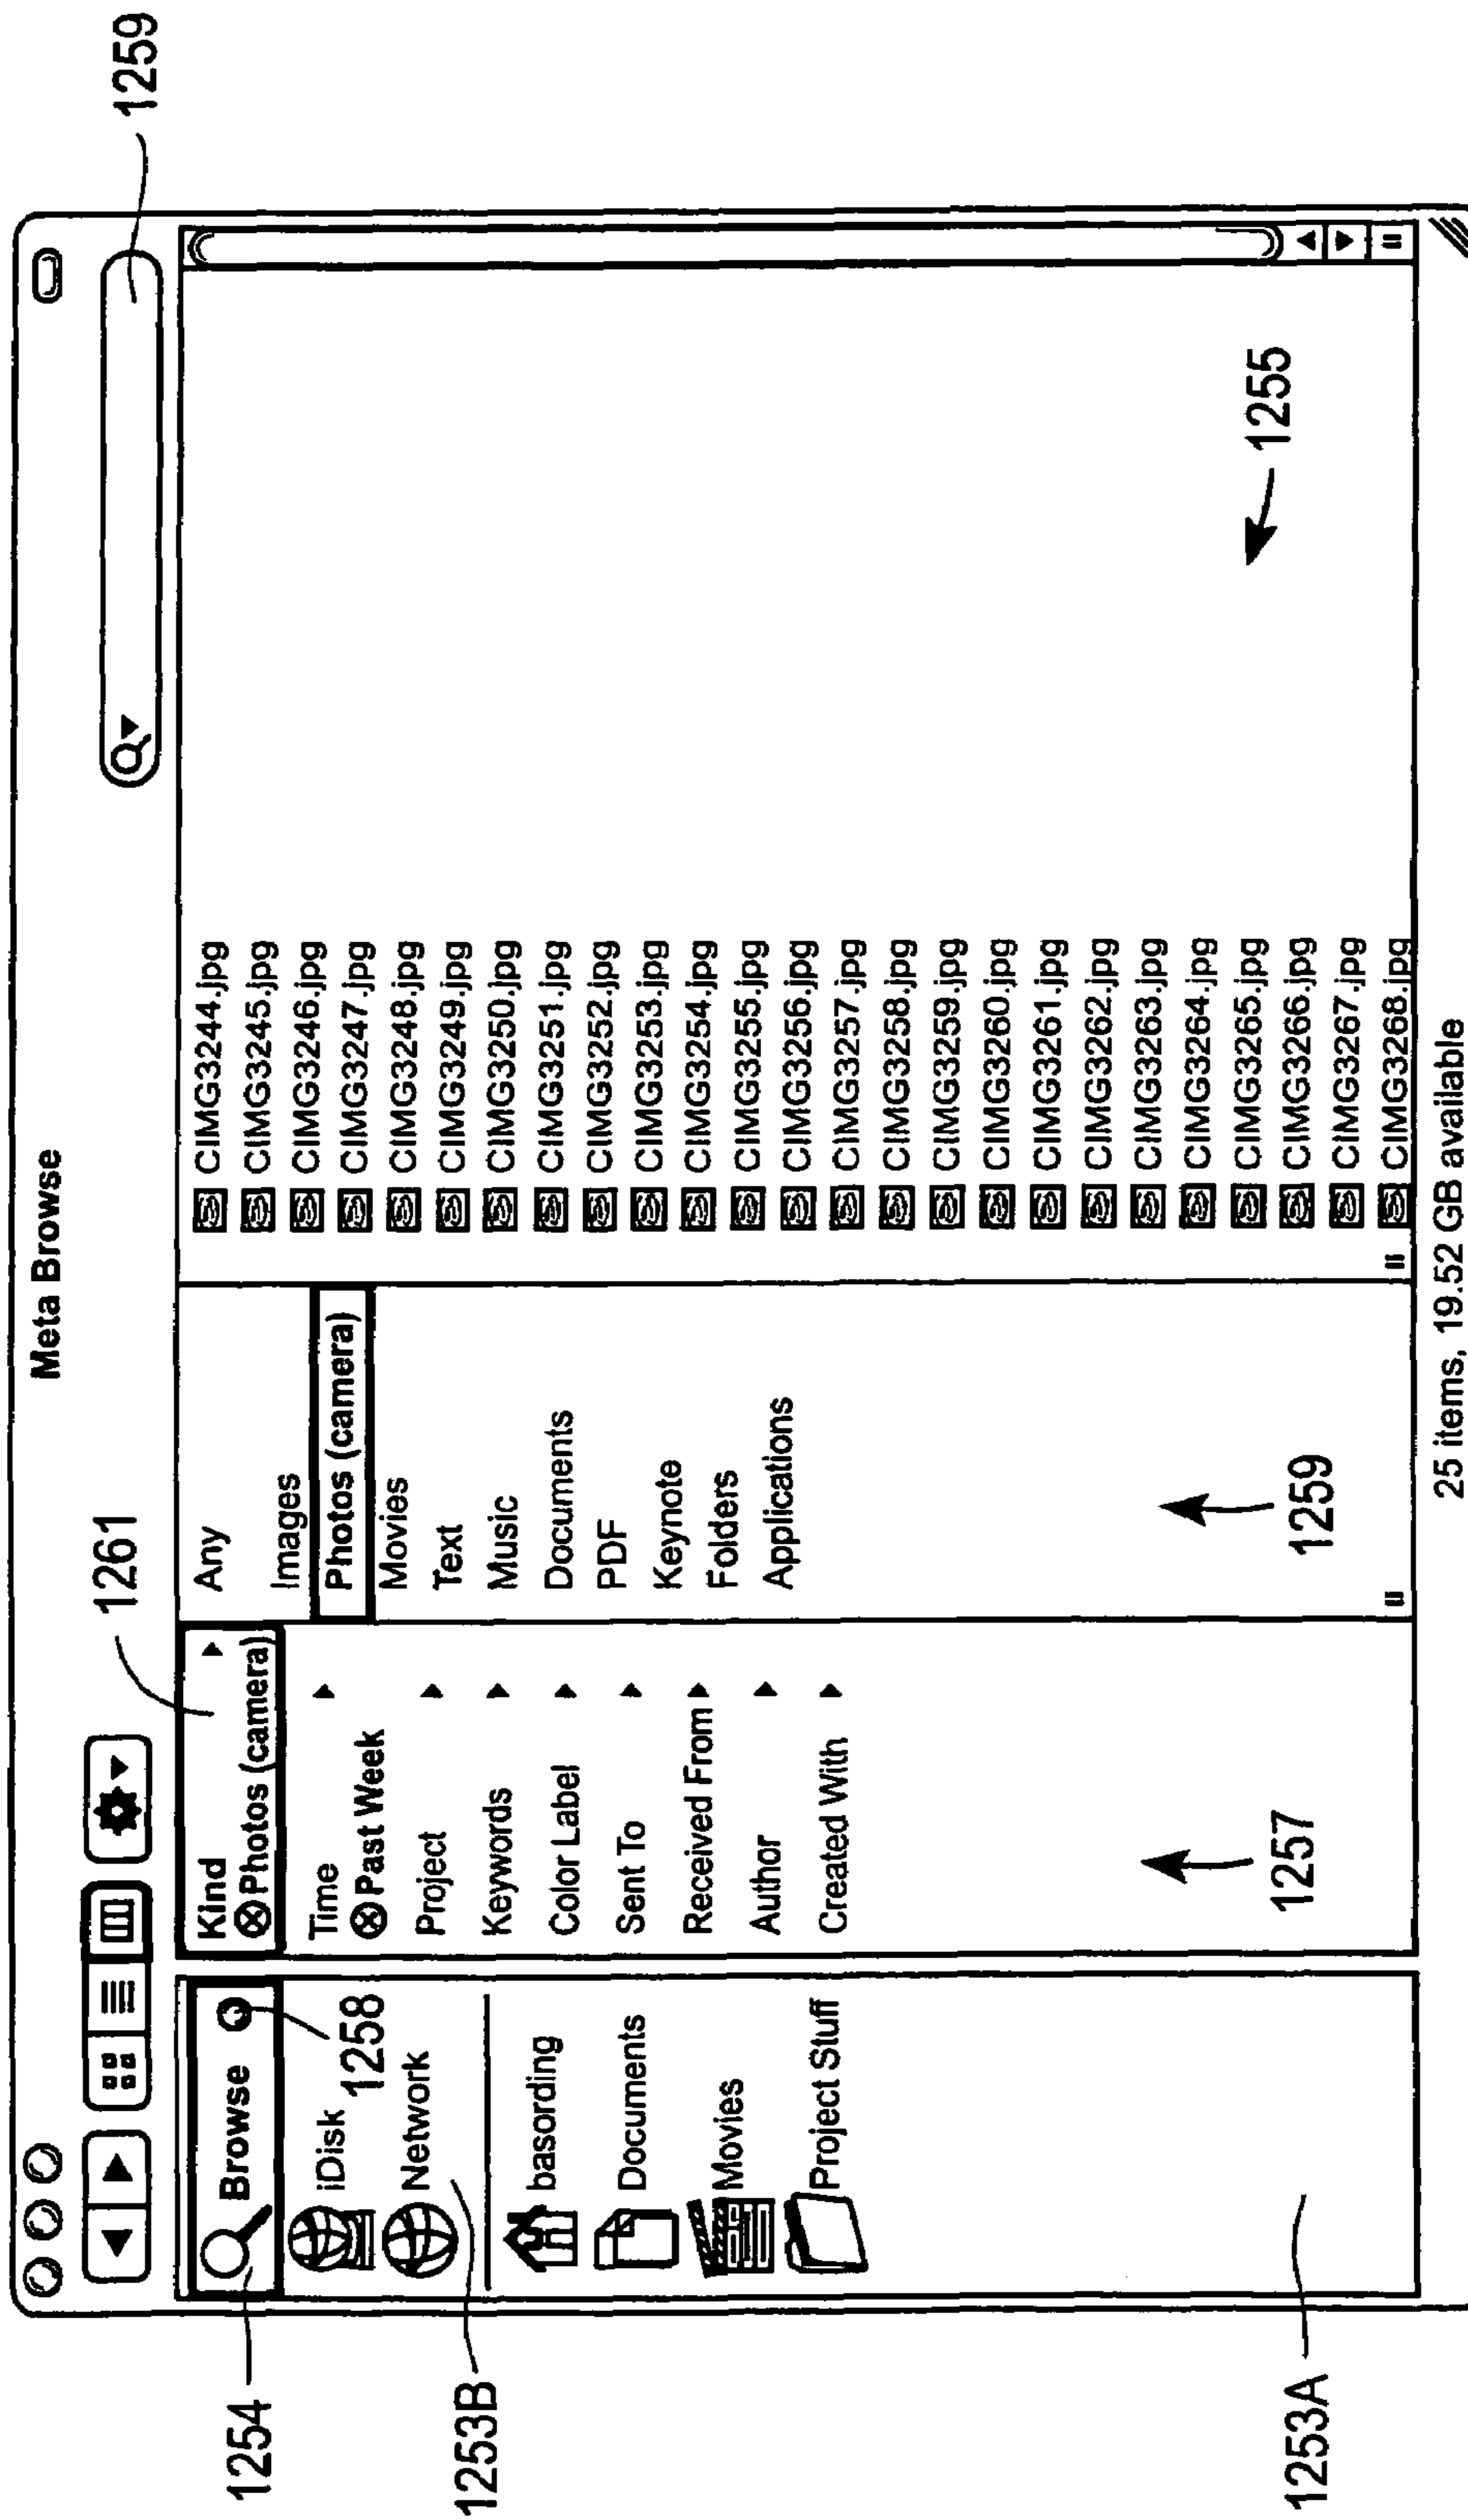 Meta Browse
1259
1261
1254
Browse
1258
iDisk
Network
1253B
basording
Documents
Movies
Project Stuff
1253A
Kind
Photos (camera)
Time
Past Week
Project
Keywords
Color Label
Sent To
Received From
Author
Created With
1257
Any
Images
Photos (camera)
Movies
Text
Music
Documents
PDF
Keynote
Folders
Applications
1259
CIMG3244.jpg
CIMG3245.jpg
CIMG3246.jpg
CIMG3247.jpg
CIMG3248.jpg
CIMG3249.jpg
CIMG3250.jpg
CIMG3251.jpg
CIMG3252.jpg
CIMG3253.jpg
CIMG3254.jpg
CIMG3255.jpg
CIMG3256.jpg
CIMG3257.jpg
CIMG3258.jpg
CIMG3259.jpg
CIMG3260.jpg
CIMG3261.jpg
CIMG3262.jpg
CIMG3263.jpg
CIMG3264.jpg
CIMG3265.jpg
CIMG3266.jpg
CIMG3267.jpg
CIMG3268.jpg
1255
25 items, 19.52 GB available